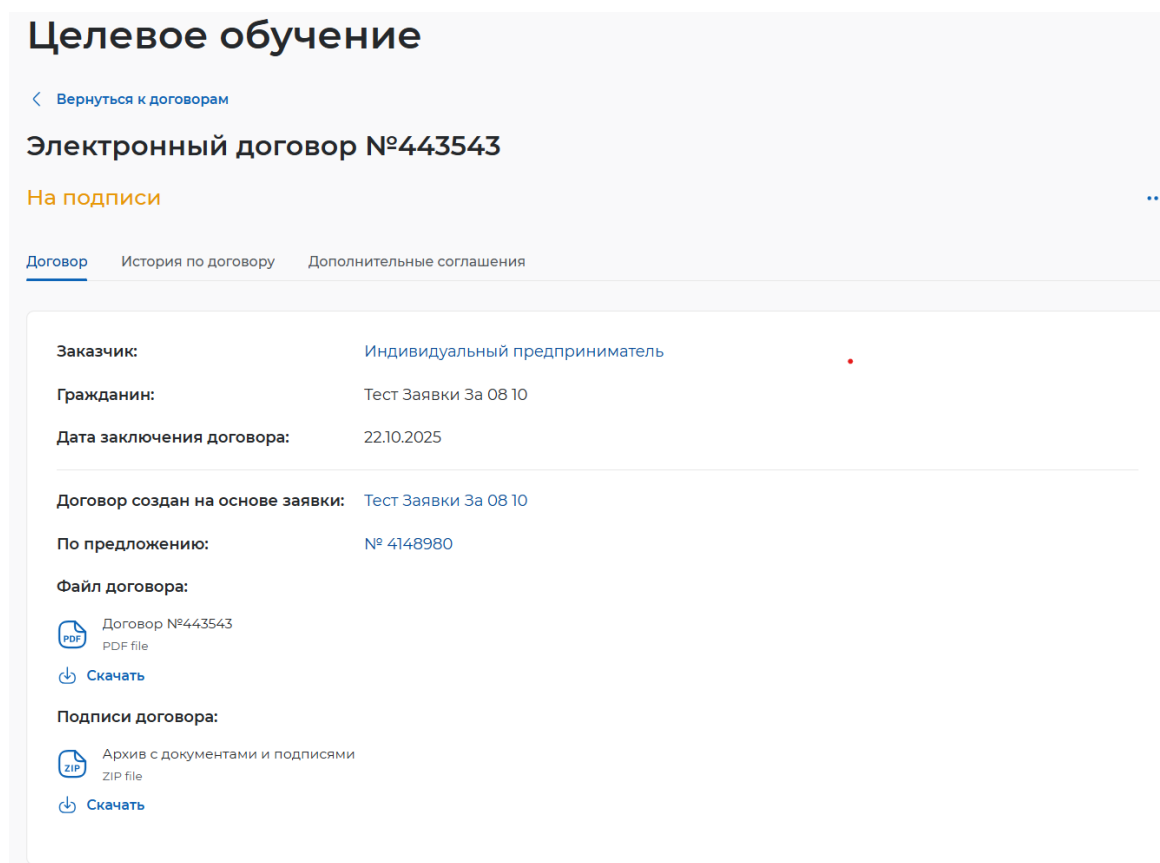 Целевое обучение
Вернуться к договорам
Электронный договор №443543
На подписи
Договор История по договору Дополнительные соглашения
Заказчик: Индивидуальный предприниматель
Гражданин: Тест Заявки За 08 10
Дата заключения договора: 22.10.2025
Договор создан на основе заявки: Тест Заявки За 08 10
По предложению: № 4148980
Файл договора:
PDF
Договор №443543
PDF file
Скачать
Подписи договора:
ZIP
Архив с документами и подписями
ZIP file
Скачать